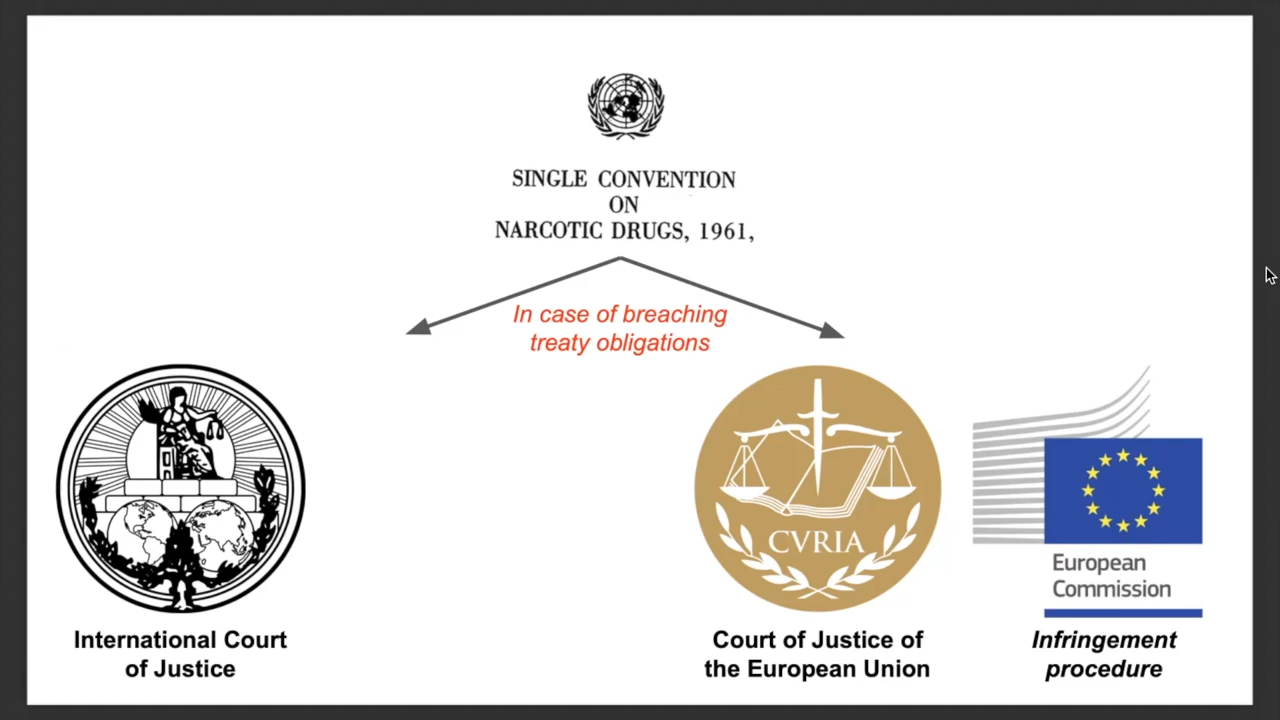 SINGLE CONVENTION
ON
NARCOTIC DRUGS, 1961,
In case of breaching
treaty obligations
CVRIA
European
Commission
International Court
of Justice
Court of Justice of
the European Union
Infringement
procedure